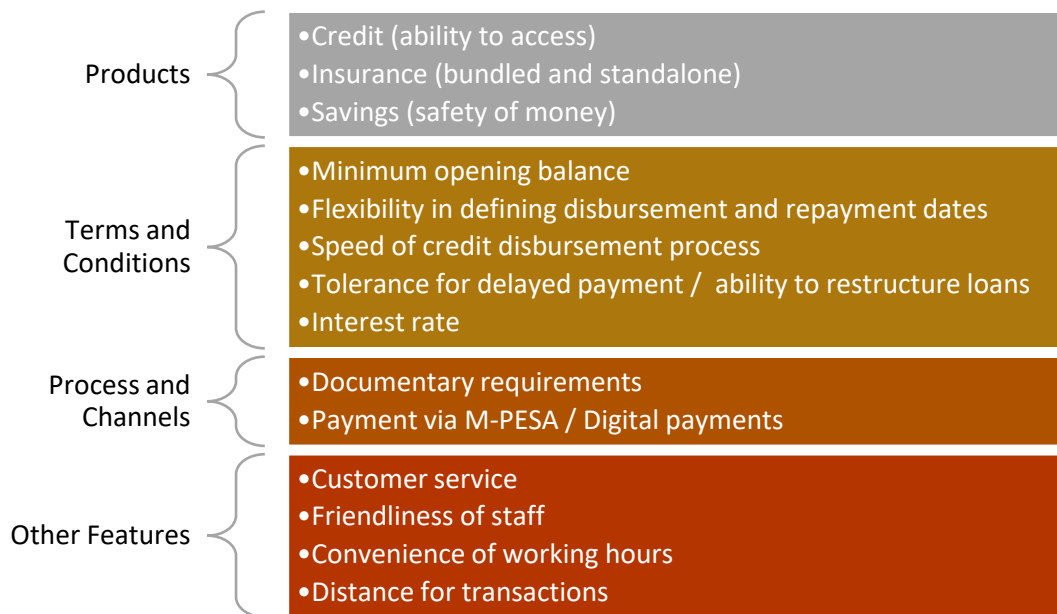 Products
•Credit (ability to access)
•Insurance (bundled and standalone)
•Savings (safety of money)
Terms and
Conditions
•Minimum opening balance
•Flexibility in defining disbursement and repayment dates
•Speed of credit disbursement process
•Tolerance for delayed payment /  ability to restructure loans
•Interest rate
Process and
Channels
•Documentary requirements
•Payment via M-PESA / Digital payments
Other Features
•Customer service
•Friendliness of staff
•Convenience of working hours
•Distance for transactions